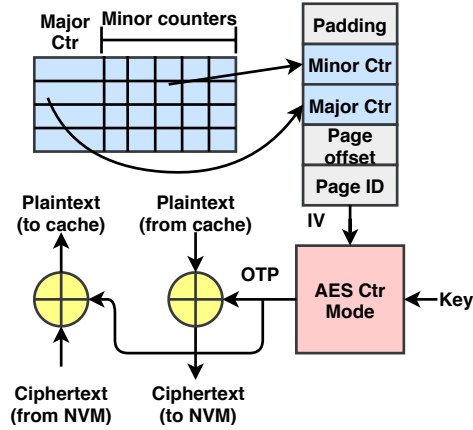 Major
Ctr
Minor counters
Padding
Minor Ctr
Major Ctr
Page
offset
Page ID
IV
Plaintext
(to cache)
Plaintext
(from cache)
OTP
AES Ctr
Mode
Key
Ciphertext
(from NVM)
Ciphertext
(to NVM)